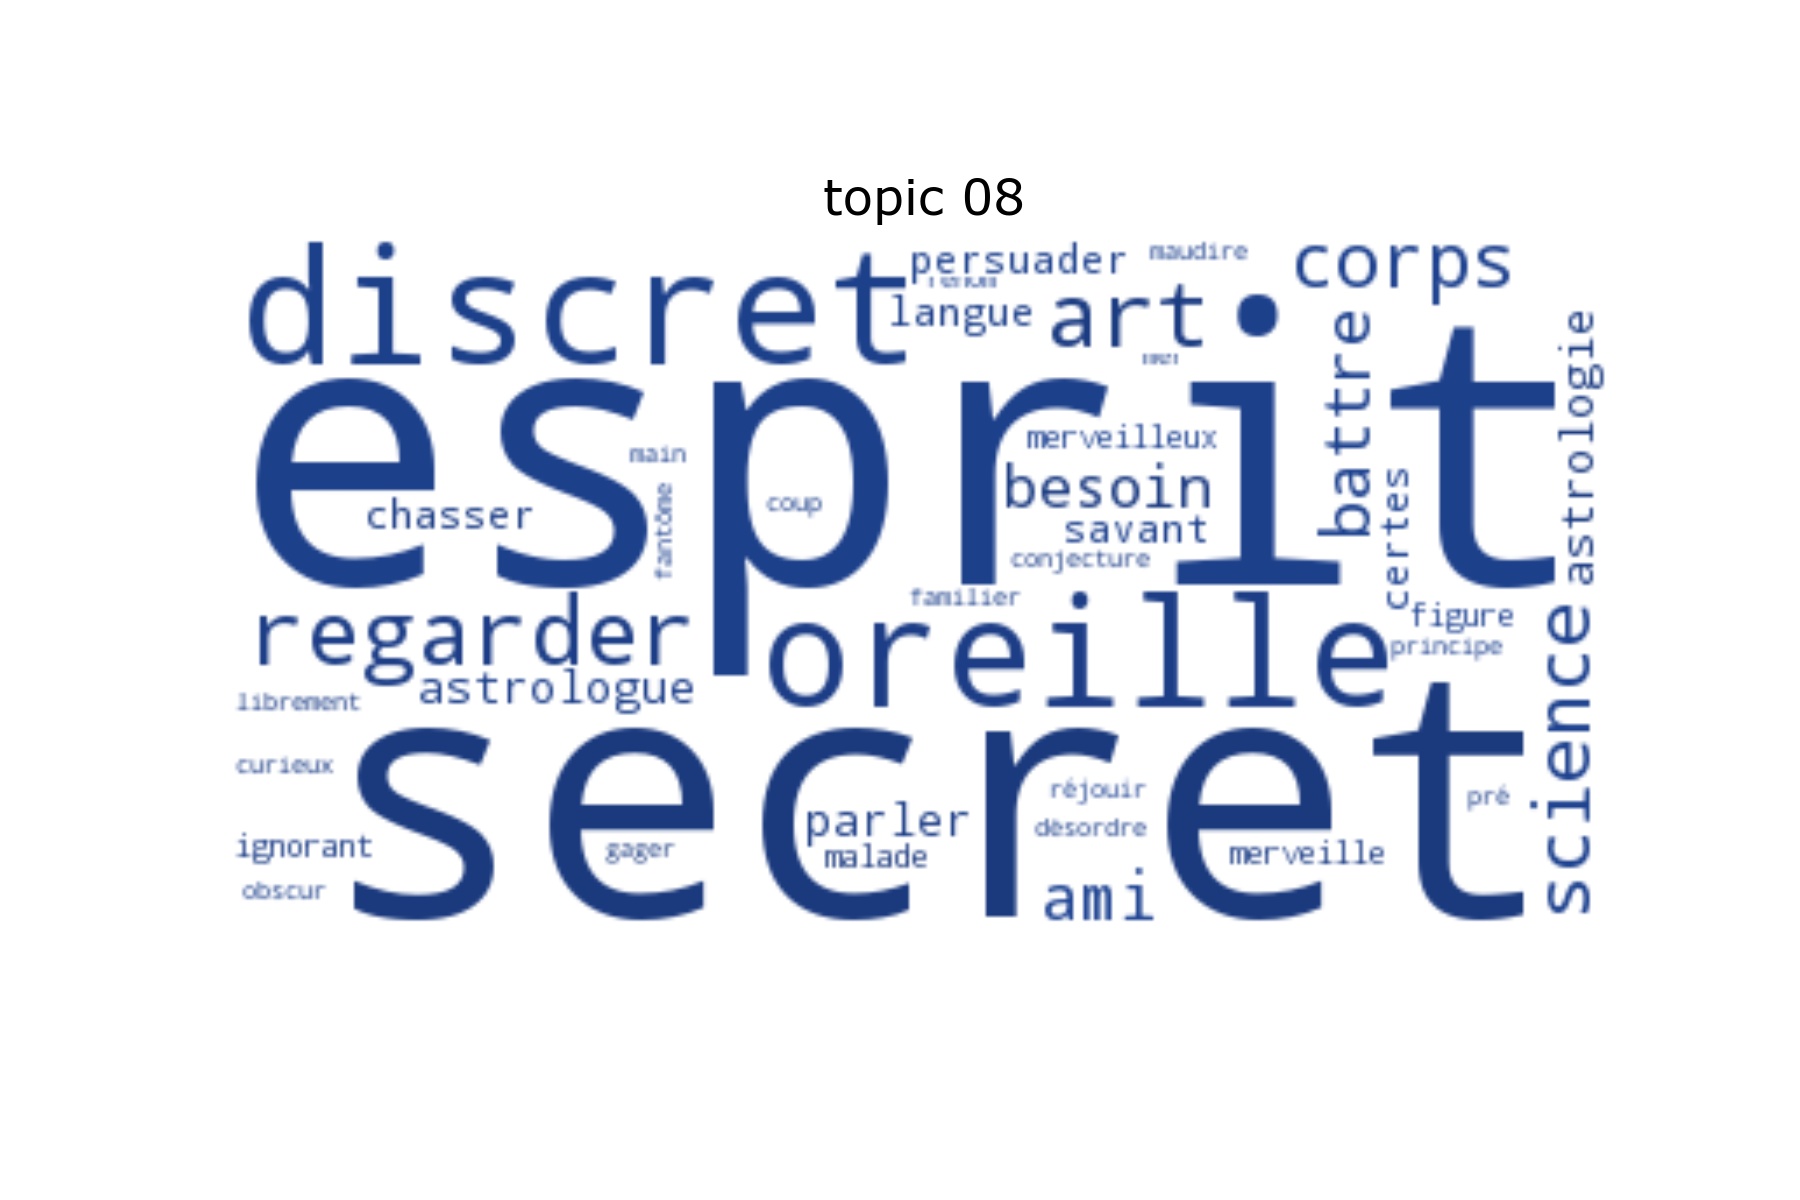 topic 08
discret
persuader
maudire
corps
langue
art
esprit
battre
astrologie
merveilleux
main
besoin
coup
chasser
fantôme
savant
certes
conjecture
familier
figure
regarder
oreille
principe
astrologue
science
librement
secret
curieux
réjouir
pré
parler
désordre
ignorant
gager
malade
merveille
obscur
ami